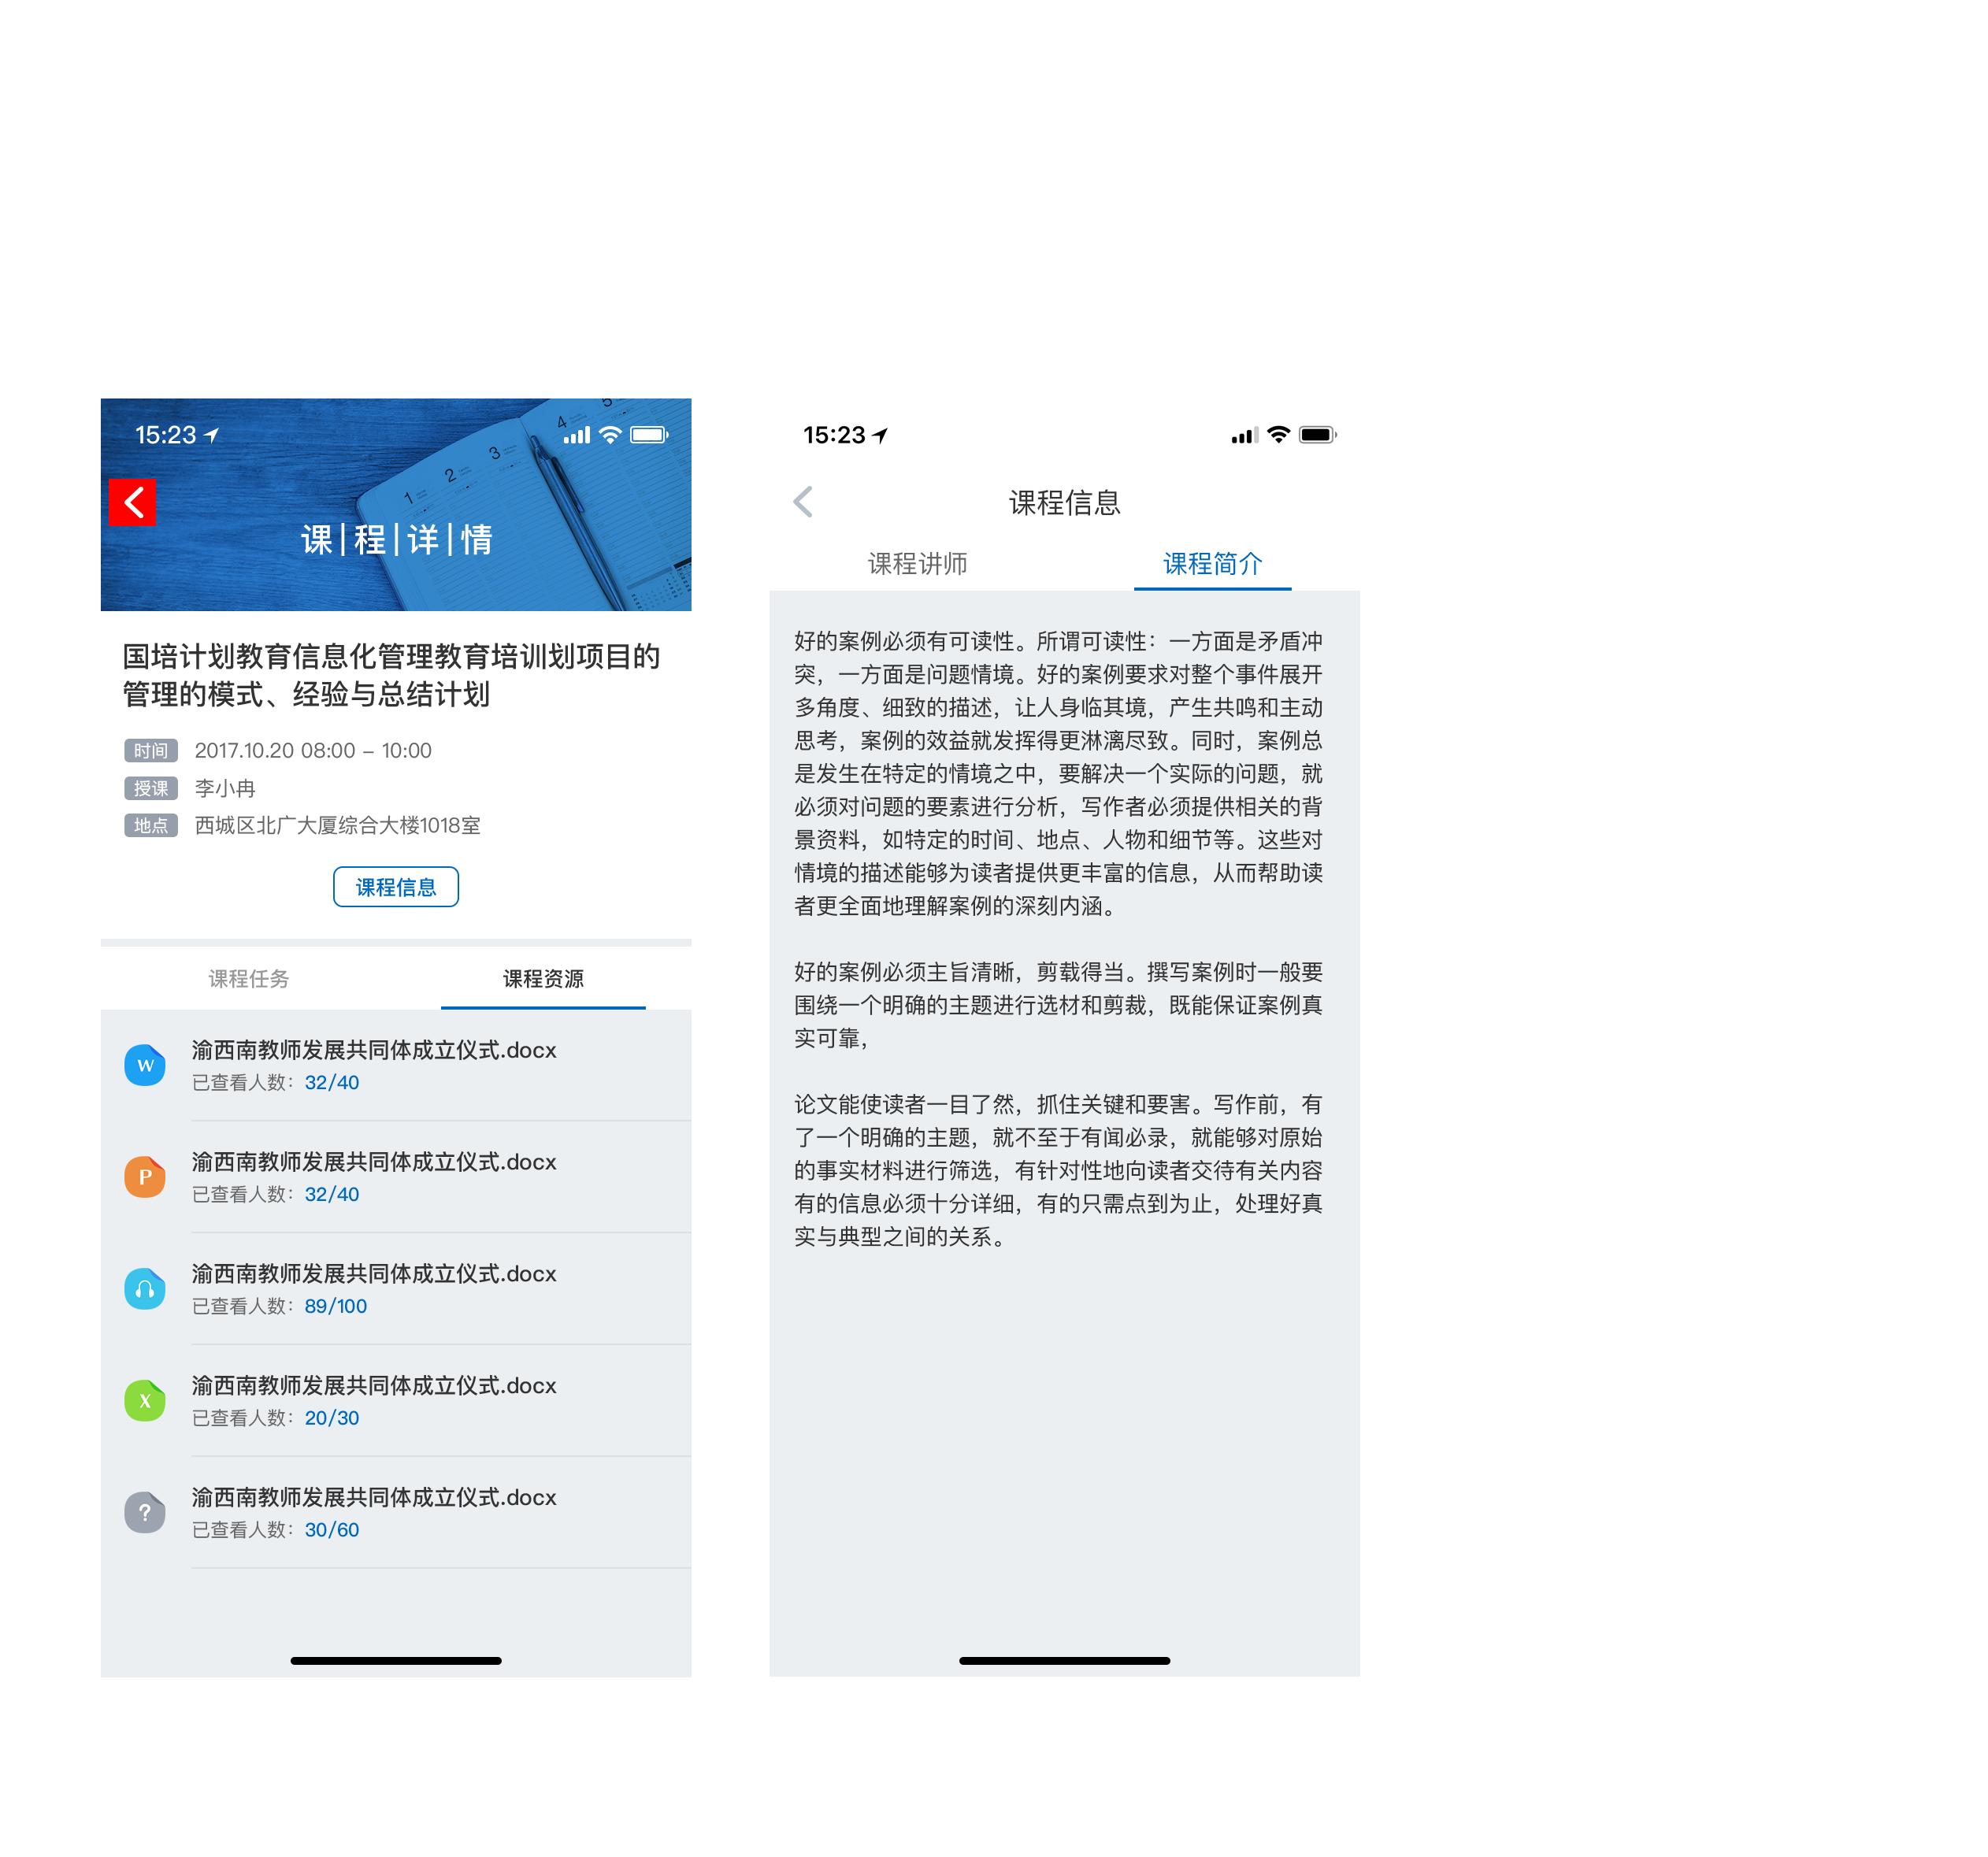 15:23
课|程|详|情
国培计划教育信息化管理教育培训划项目的
管理的模式、经验与总结计划
时间 2017.10.20 08:00 – 10:00
授课 李小冉
地点 西城区北广大厦综合大楼1018室
课程信息
课程任务 课程资源
W
渝西南教师发展共同体成立仪式.docx
已查看人数：32/40
P
渝西南教师发展共同体成立仪式.docx
已查看人数：32/40
渝西南教师发展共同体成立仪式.docx
已查看人数：89/100
X
渝西南教师发展共同体成立仪式.docx
已查看人数：20/30
?
渝西南教师发展共同体成立仪式.docx
已查看人数：30/60
15:23
课程信息
课程讲师 课程简介
好的案例必须有可读性。所谓可读性：一方面是矛盾冲
突，一方面是问题情境。好的案例要求对整个事件展开
多角度、细致的描述，让人身临其境，产生共鸣和主动
思考，案例的效益就发挥得更淋漓尽致。同时，案例总
是发生在特定的情境之中，要解决一个实际的问题，就
必须对问题的要素进行分析，写作者必须提供相关的背
景资料，如特定的时间、地点、人物和细节等。这些对
情境的描述能够为读者提供更丰富的信息，从而帮助读
者更全面地理解案例的深刻内涵。
好的案例必须主旨清晰，剪载得当。撰写案例时一般要
围绕一个明确的主题进行选材和剪裁，既能保证案例真
实可靠，
论文能使读者一目了然，抓住关键和要害。写作前，有
了一个明确的主题，就不至于有闻必录，就能够对原始
的事实材料进行筛选，有针对性地向读者交待有关内容
有的信息必须十分详细，有的只需点到为止，处理好真
实与典型之间的关系。